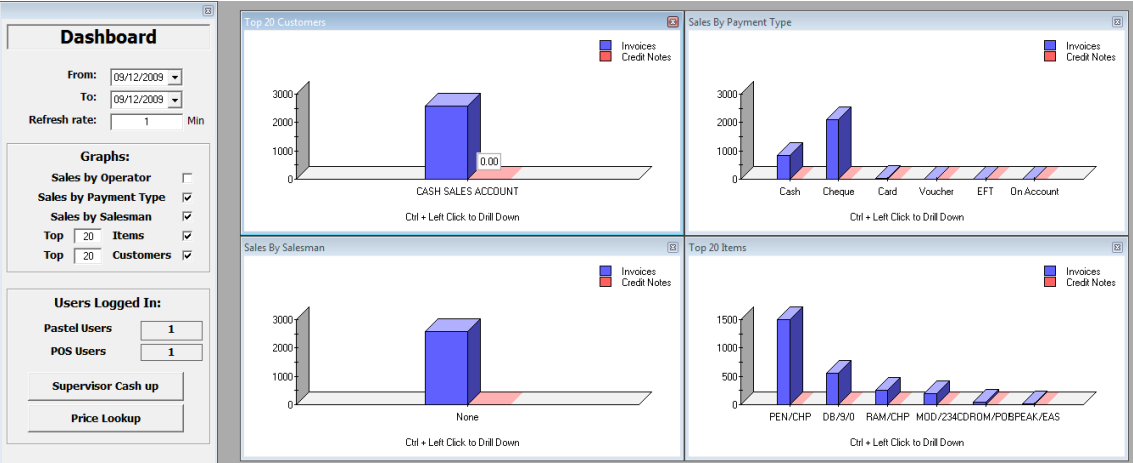 Dashboard
From: 09/12/2009
To: 09/12/2009
Refresh rate: 1 Min
Graphs:
Sales by Operator
Sales by Payment Type
Sales by Salesman
Top 20 Items
Top 20 Customers
Users Logged In:
Pastel Users 1
POS Users 1
Supervisor Cash up
Price Lookup
Top 20 Customers
Invoices
Credit Notes
3000
2000
1000
0
0.00
CASH SALES ACCOUNT
Ctrl + Left Click to Drill Down
Sales By Payment Type
Invoices
Credit Notes
3000
2000
1000
0
Cash Cheque Card Voucher EFT On Account
Ctrl + Left Click to Drill Down
Sales By Salesman
Invoices
Credit Notes
3000
2000
1000
0
None
Ctrl + Left Click to Drill Down
Top 20 Items
Invoices
Credit Notes
1500
1000
500
0
PEN/CHP DB/9/0 RAM/CHP MOD/234 CDROM/POE SPEAK/EAS
Ctrl + Left Click to Drill Down